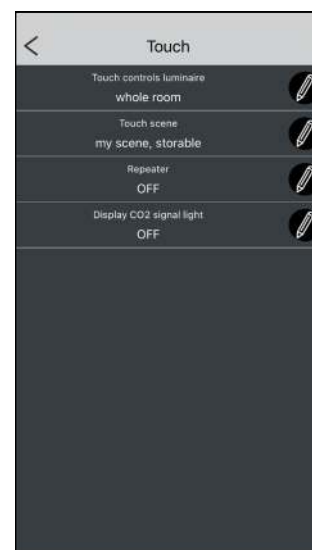 Touch
Touch controls luminaire
whole room
Touch scene
my scene, storable
Repeater
OFF
Display CO2 signal light
OFF